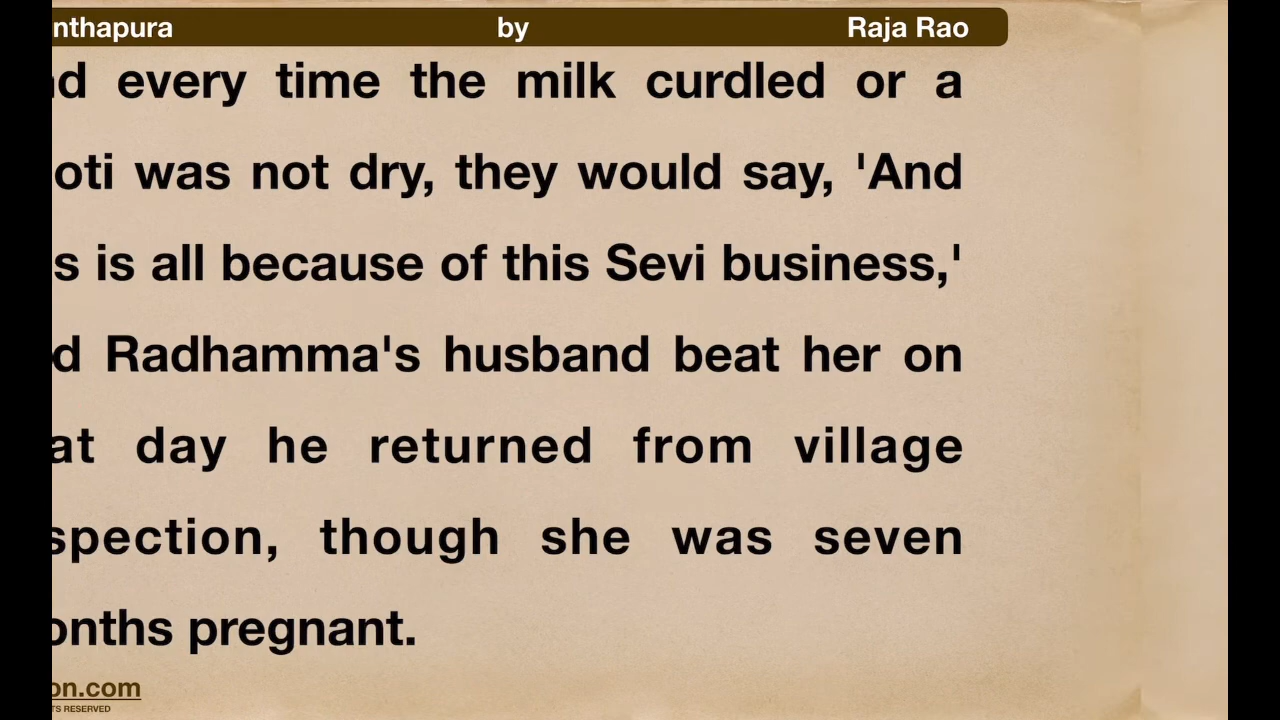 nthapura by Raja Rao
d every time the milk curdled or a
oti was not dry, they would say, 'And
s is all because of this Sevi business,'
d Radhamma's husband beat her on
at day he returned from village
spection, though she was seven
onths pregnant.
on.com
TS RESERVED